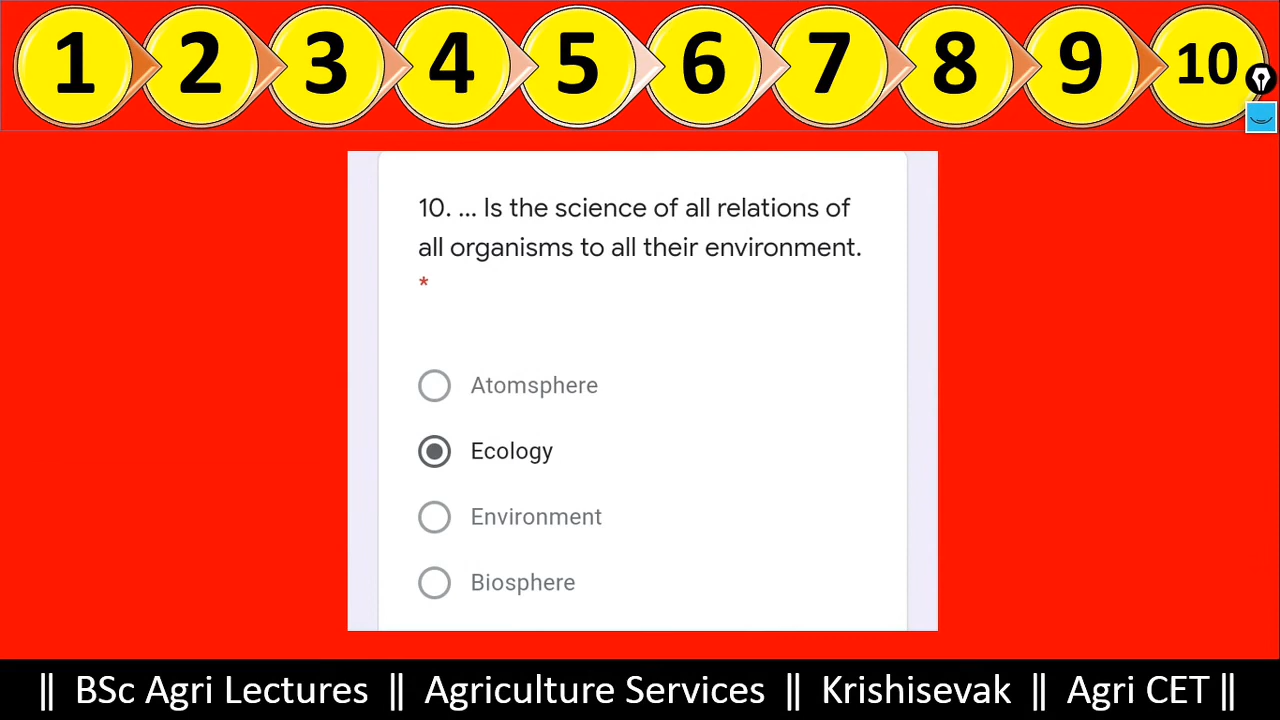 1 2 3 4 5 6 7 8 9 10
10. ... Is the science of all relations of
all organisms to all their environment.
*
Atomsphere
Ecology
Environment
Biosphere
|| BSc Agri Lectures || Agriculture Services || Krishisevak || Agri CET ||